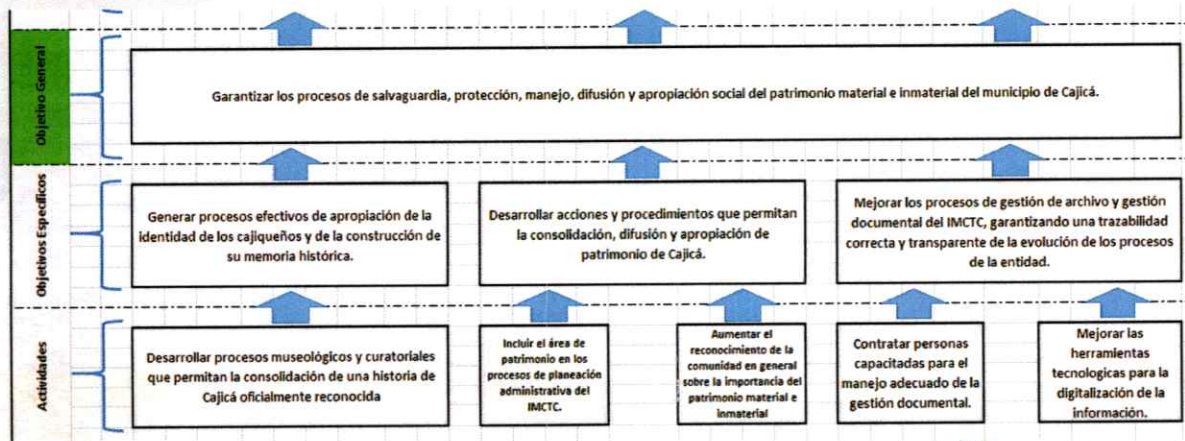 Objetivo General
Garantizar los procesos de salvaguardia, protección, manejo, difusión y apropiación social del patrimonio material e inmaterial del municipio de Cajicá.
Objetivos Específicos
Generar procesos efectivos de apropiación de la
identidad de los cajiqueños y de la construcción de
su memoria histórica.
Desarrollar acciones y procedimientos que permitan
la consolidación, difusión y apropiación de
patrimonio de Cajicá.
Mejorar los procesos de gestión de archivo y gestión
documental del IMCTC, garantizando una trazabilidad
correcta y transparente de la evolución de los procesos
de la entidad.
Actividades
Desarrollar procesos museológicos y curatoriales
que permitan la consolidación de una historia de
Cajicá oficialmente reconocida
Incluir el área de
patrimonio en los
procesos de planeación
administrativa del
IMCTC.
Aumentar el
reconocimiento de la
comunidad en general
sobre la importancia del
patrimonio material e
inmaterial
Contratar personas
capacitadas para el
manejo adecuado de la
gestión documental.
Mejorar las
herramientas
tecnologicas para la
digitalización de la
información.